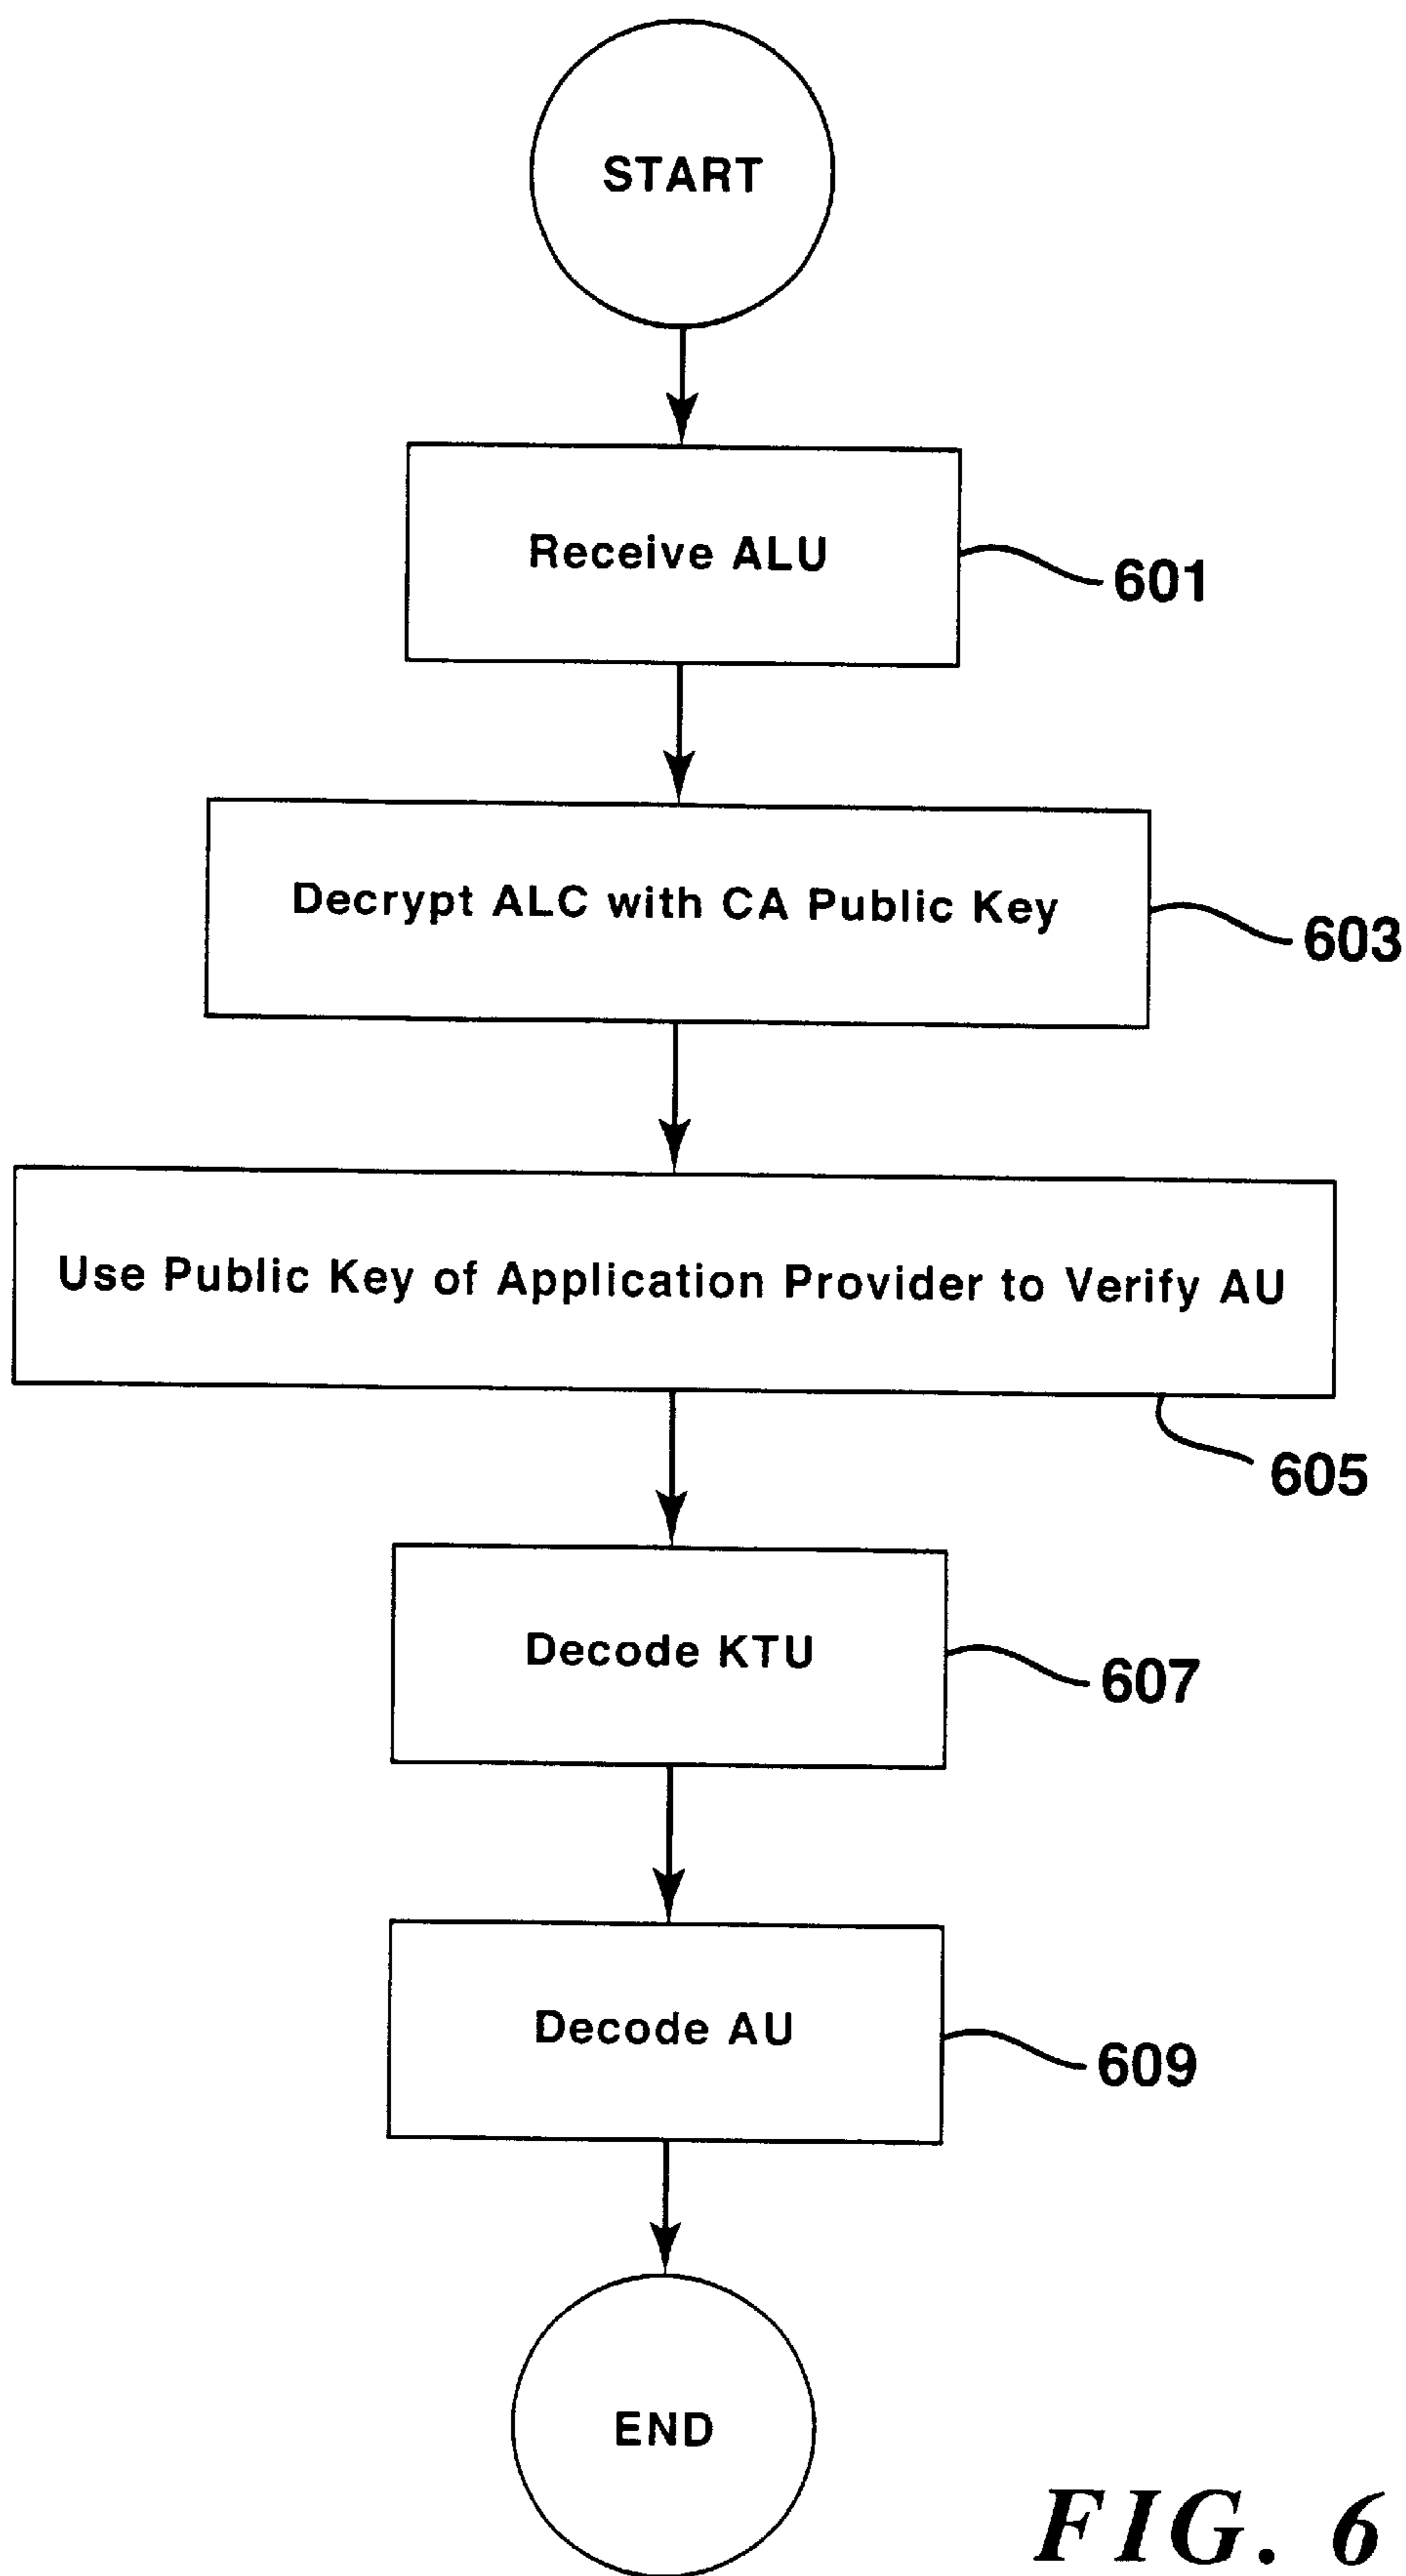 START
Receive ALU
601
Decrypt ALC with CA Public Key
603
Use Public Key of Application Provider to Verify AU
605
Decode KTU
607
Decode AU
609
END
FIG. 6